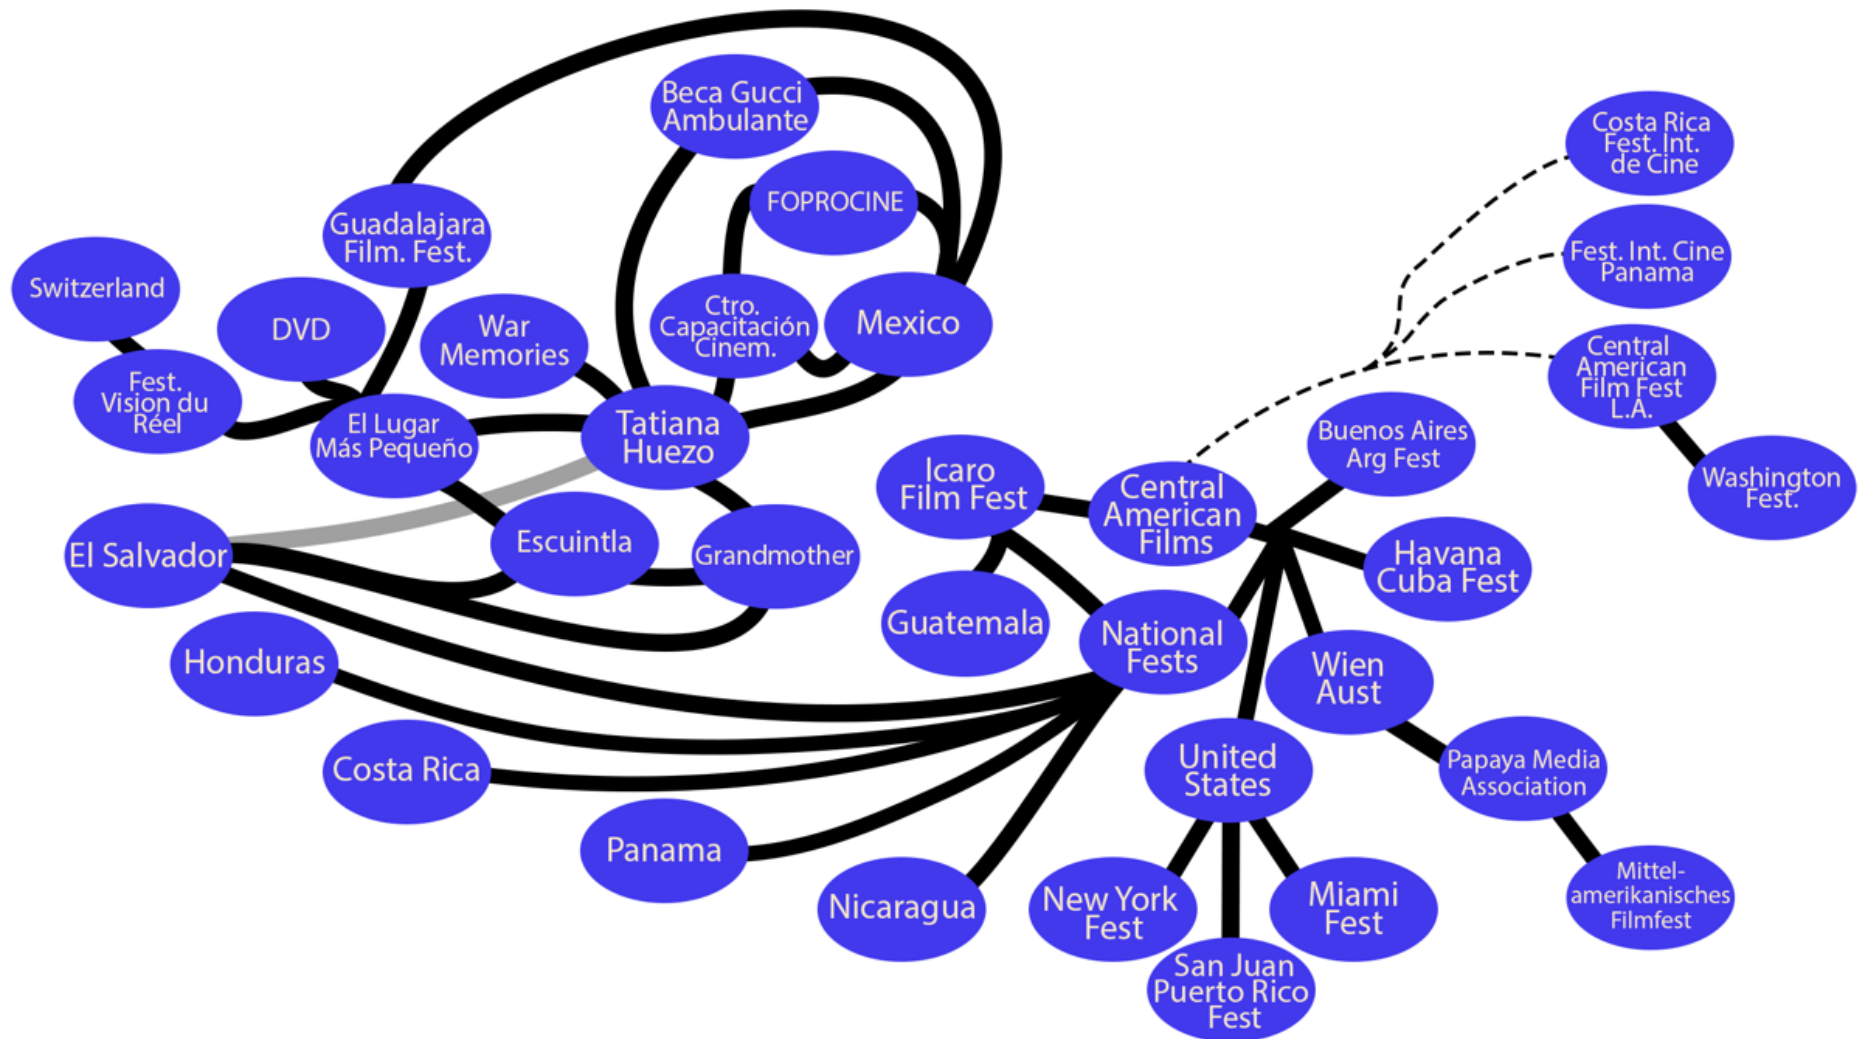 Beca Gucci
Ambulante
Costa Rica
Fest. Int.
de Cine
FOPROCINE
Guadalajara
Film. Fest.
Fest. Int. Cine
Panama
Switzerland
DVD
War
Memories
Ctro.
Capacitación
Cinem.
Mexico
Central
American
Film Fest
L.A.
Fest.
Vision du
Réel
El Lugar
Más Pequeño
Tatiana
Huezo
Buenos Aires
Arg Fest
Icaro
Film Fest
Central
American
Films
Washington
Fest.
El Salvador
Escuintla
Grandmother
Havana
Cuba Fest
Guatemala
National
Fests
Honduras
Wien
Aust
Costa Rica
United
States
Papaya Media
Association
Panama
Nicaragua
New York
Fest
Miami
Fest
Mittel-
amerikanisches
Filmfest
San Juan
Puerto Rico
Fest